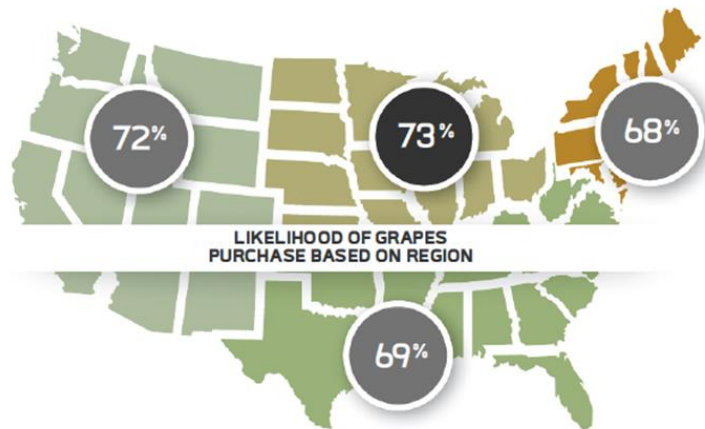 72%
73%
68%
LIKELIHOOD OF GRAPES
PURCHASE BASED ON REGION
69%